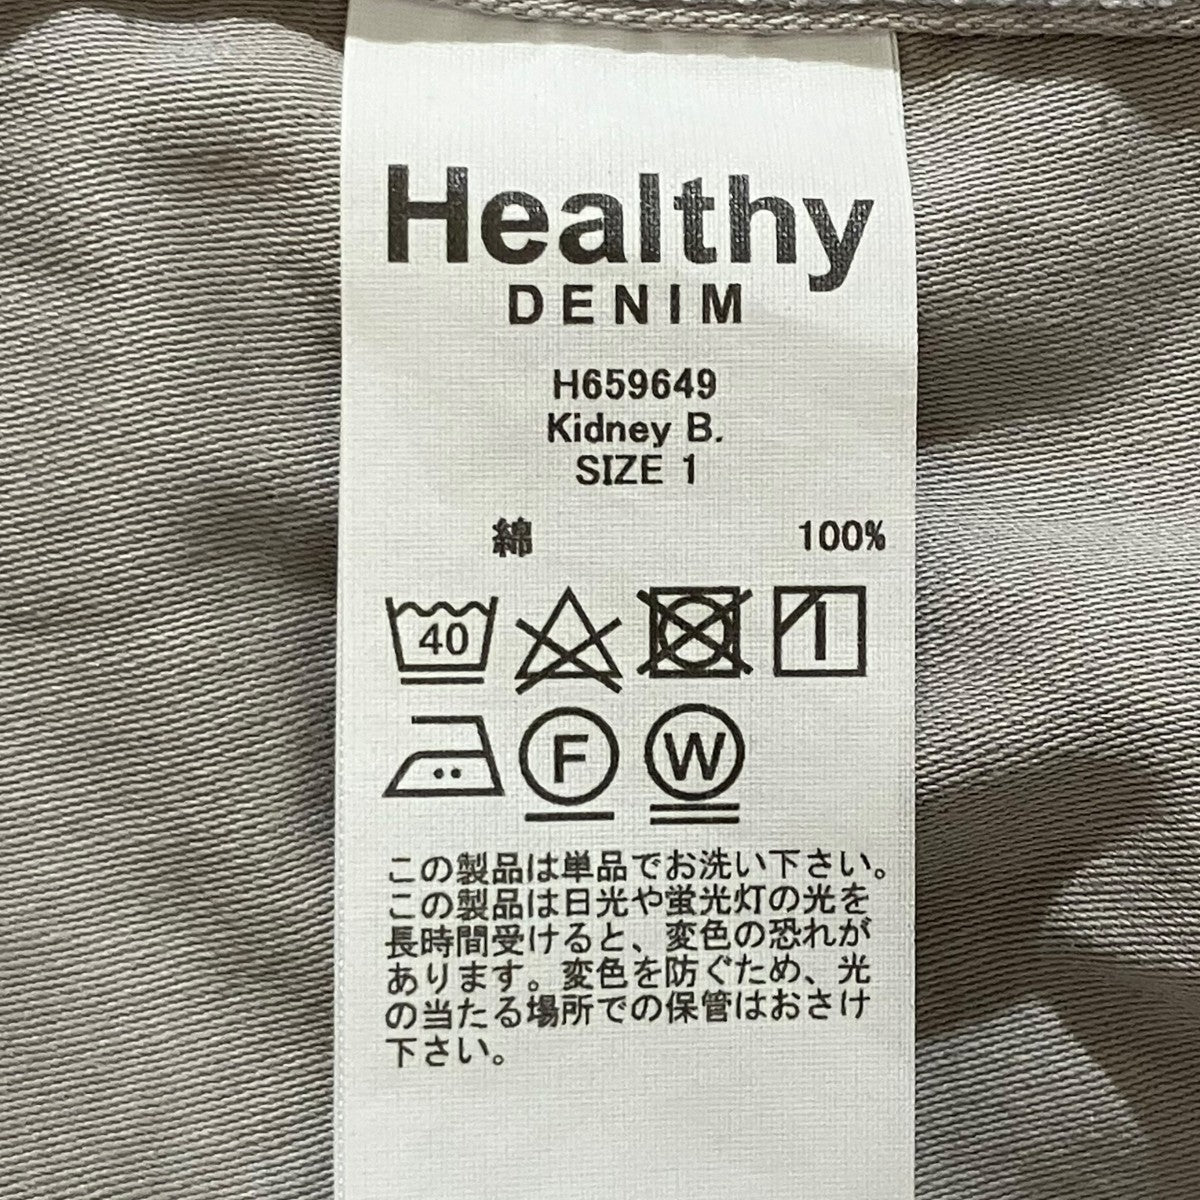 Healthy
DENIM
H659649
Kidney B.
SIZE 1
綿 100%
40
F W
この製品は単品でお洗い下さい。
この製品は日光や蛍光灯の光を
長時間受けると、変色の恐れが
あります。変色を防ぐため、光
の当たる場所での保管はおさけ
下さい。